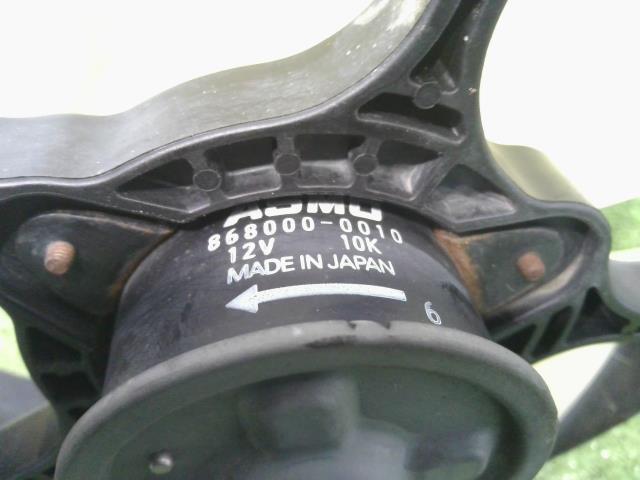 ASMO
868000-0010
12V 10K
MADE IN JAPAN
6